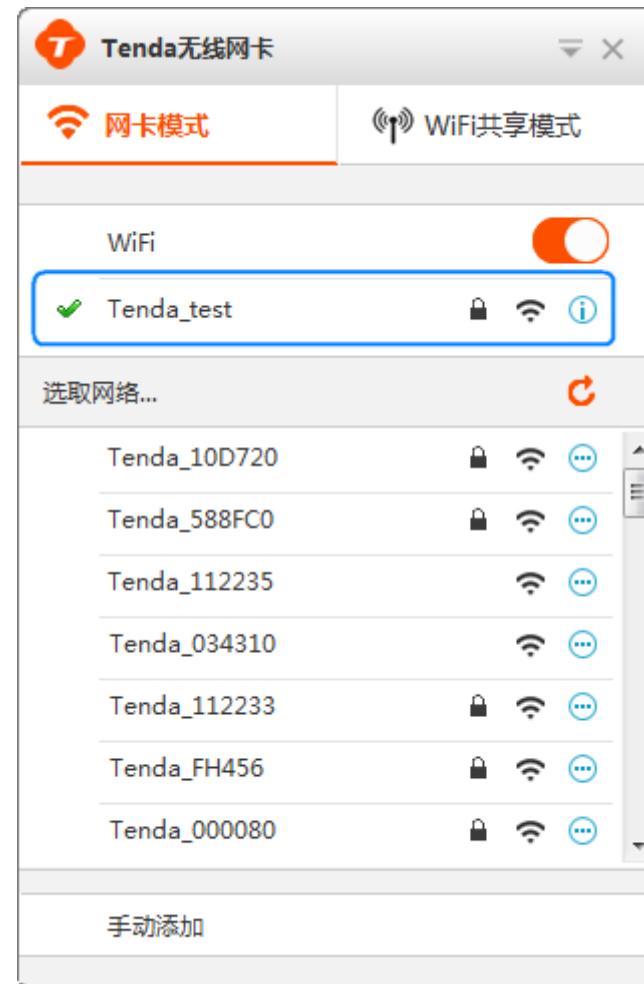 Tenda无线网卡
网卡模式 WiFi共享模式
WiFi
Tenda_test
选取网络...
Tenda_10D720
Tenda_588FC0
Tenda_112235
Tenda_034310
Tenda_112233
Tenda_FH456
Tenda_000080
手动添加